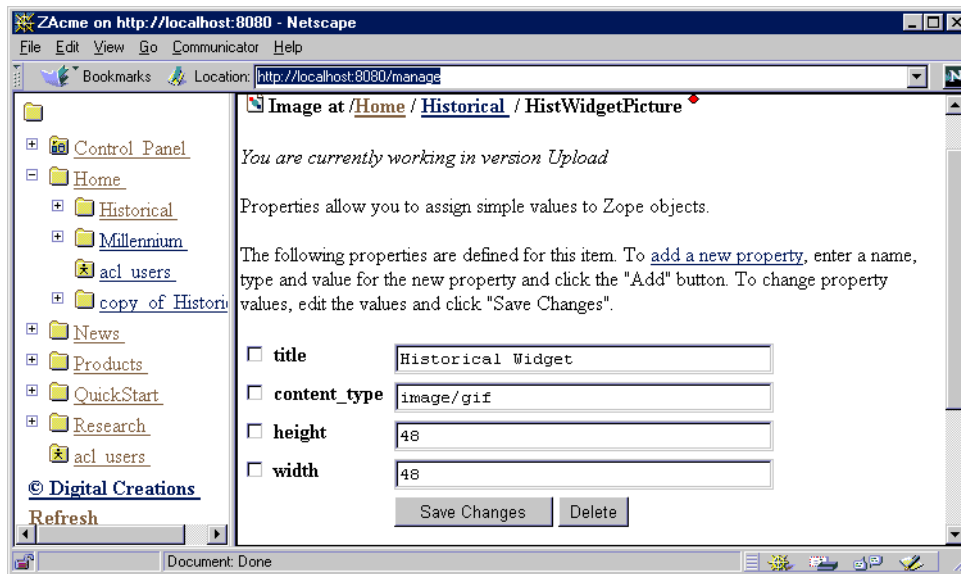 ZAcme on http://localhost:8080 - Netscape
File Edit View Go Communicator Help
Bookmarks Location: http://localhost:8080/manage
N
Control Panel
Home
Historical
Millennium
acl_users
copy_of_Histori
News
Products
QuickStart
Research
acl_users
© Digital Creations
Refresh
Image at /Home / Historical / HistWidgetPicture
You are currently working in version Upload
Properties allow you to assign simple values to Zope objects.
The following properties are defined for this item. To add a new property, enter a name,
type and value for the new property and click the "Add" button. To change property
values, edit the values and click "Save Changes".
title Historical Widget
content_type image/gif
height 48
width 48
Save Changes Delete
Document: Done